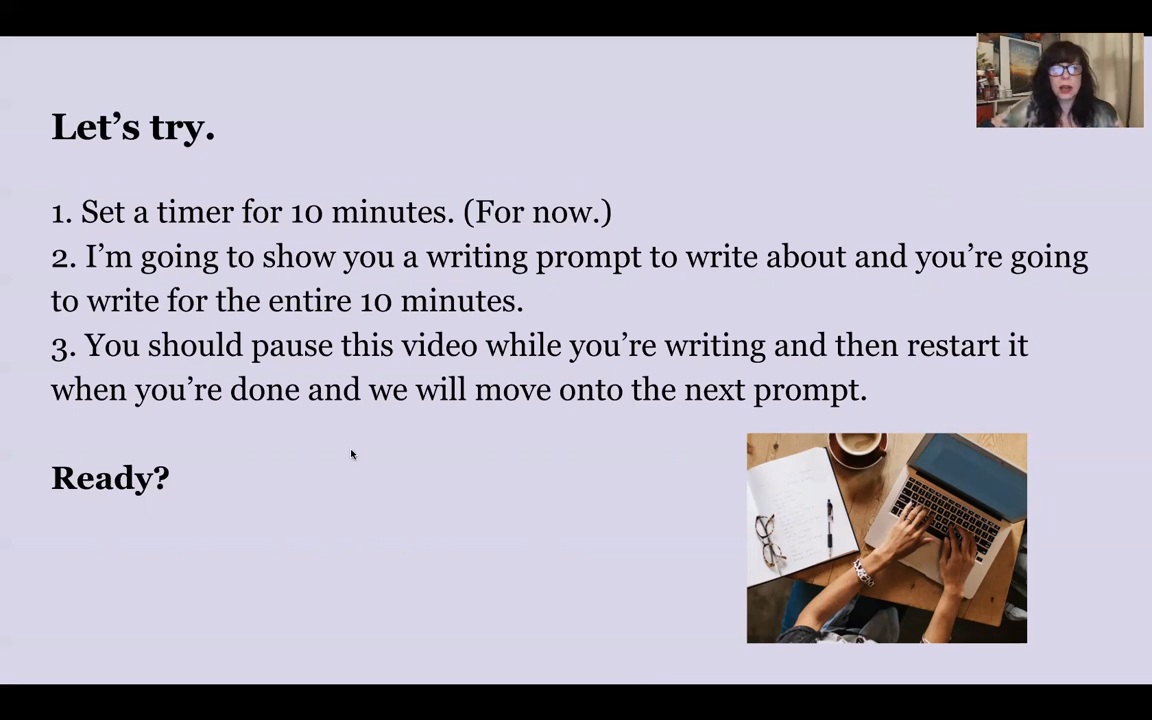 Let’s try.
1. Set a timer for 10 minutes. (For now.)
2. I’m going to show you a writing prompt to write about and you’re going
to write for the entire 10 minutes.
3. You should pause this video while you’re writing and then restart it
when you’re done and we will move onto the next prompt.
Ready?